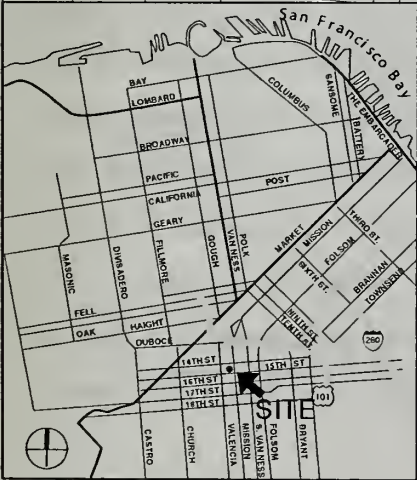 San Francisco Bay
BAY
LOMBARD
COLUMBUS
SANSOME
BATTERY
THE EMBARCADERO
BROADWAY
PACIFIC
CALIFORNIA
POST
GEARY
MASONIC
DIVISADERO
FILLMORE
GOUGH
POLK
VAN NESS
MARKET
MISSION
THIRD ST.
FOLSOM
SIXTH ST.
BRANNAN
TOWNSEND
FELL
OAK
HAIGHT
DUBOCE
NINTH ST
TENTH ST.
280
14TH ST
15TH ST
16TH ST
17TH ST
18TH ST
101
SITE
CASTRO
CHURCH
VALENCIA
MISSION
S. VAN NESS
FOLSOM
BRYANT